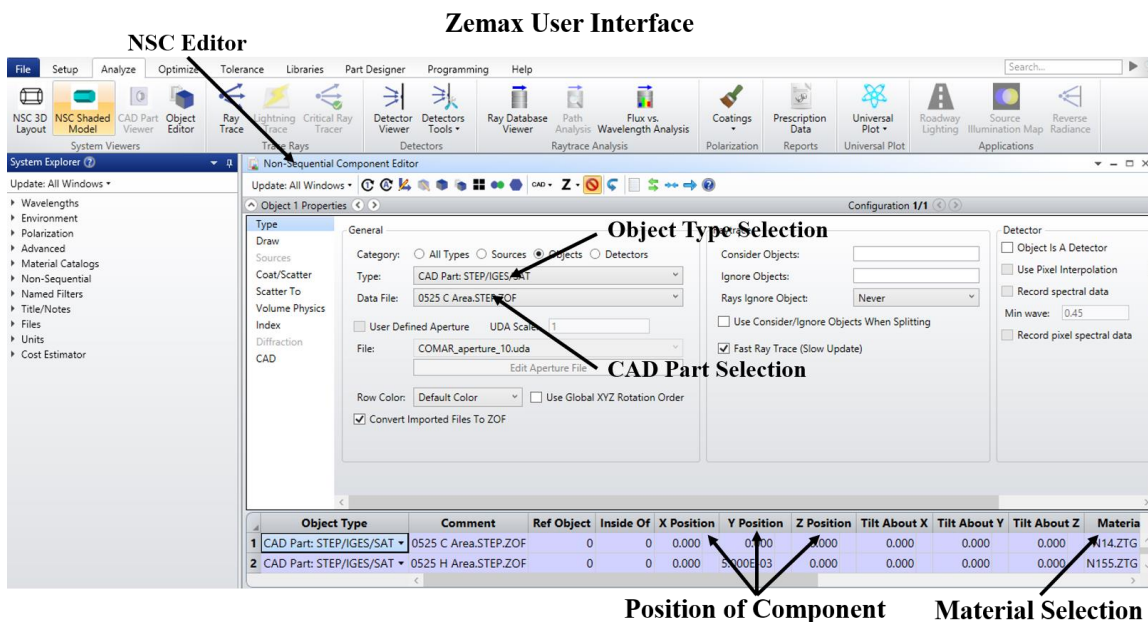 Zemax User Interface
NSC Editor
File Setup Analyze Optimize Tolerance Libraries Part Designer Programming Help Search...
NSC 3D Layout NSC Shaded Model CAD Part Viewer Object Editor Ray Trace Lightning Trace Critical Ray Tracer Detector Viewer Detectors Tools Ray Database Viewer Path Analysis Flux vs. Wavelength Analysis Coatings Prescription Data Universal Plot Roadway Lighting Source Illumination Map Reverse Radiance
System Viewers Trace Rays Detectors Raytrace Analysis Polarization Reports Universal Plot Applications
System Explorer ? Non-Sequential Component Editor
Update: All Windows Update: All Windows CAD Z
Wavelengths Object 1 Properties Configuration 1/1
Environment
Polarization
Advanced
Material Catalogs
Non-Sequential
Named Filters
Title/Notes
Files
Units
Cost Estimator
Type
Draw
Sources
Coat/Scatter
Scatter To
Volume Physics
Index
Diffraction
CAD
General
Category: All Types Sources Objects Detectors
Type: CAD Part: STEP/IGES/SAT
Data File: 0525 C Area.STEP.ZOF
User Defined Aperture UDA Scale: 1
File: COMAR_aperture_10.uda
Edit Aperture File
Row Color: Default Color Use Global XYZ Rotation Order
Convert Imported Files To ZOF
Object Type Selection
CAD Part Selection
Consider Objects:
Ignore Objects:
Rays Ignore Object: Never
Use Consider/Ignore Objects When Splitting
Fast Ray Trace (Slow Update)
Detector
Object Is A Detector
Use Pixel Interpolation
Record spectral data
Min wave: 0.45
Record pixel spectral data
Object Type Comment Ref Object Inside Of X Position Y Position Z Position Tilt About X Tilt About Y Tilt About Z Materia
1 CAD Part: STEP/IGES/SAT 0525 C Area.STEP.ZOF 0 0 0.000 0.000 0.000 0.000 0.000 0.000 N14.ZTG
2 CAD Part: STEP/IGES/SAT 0525 H Area.STEP.ZOF 0 0 0.000 5.000E-03 0.000 0.000 0.000 0.000 N155.ZTG
Position of Component Material Selection